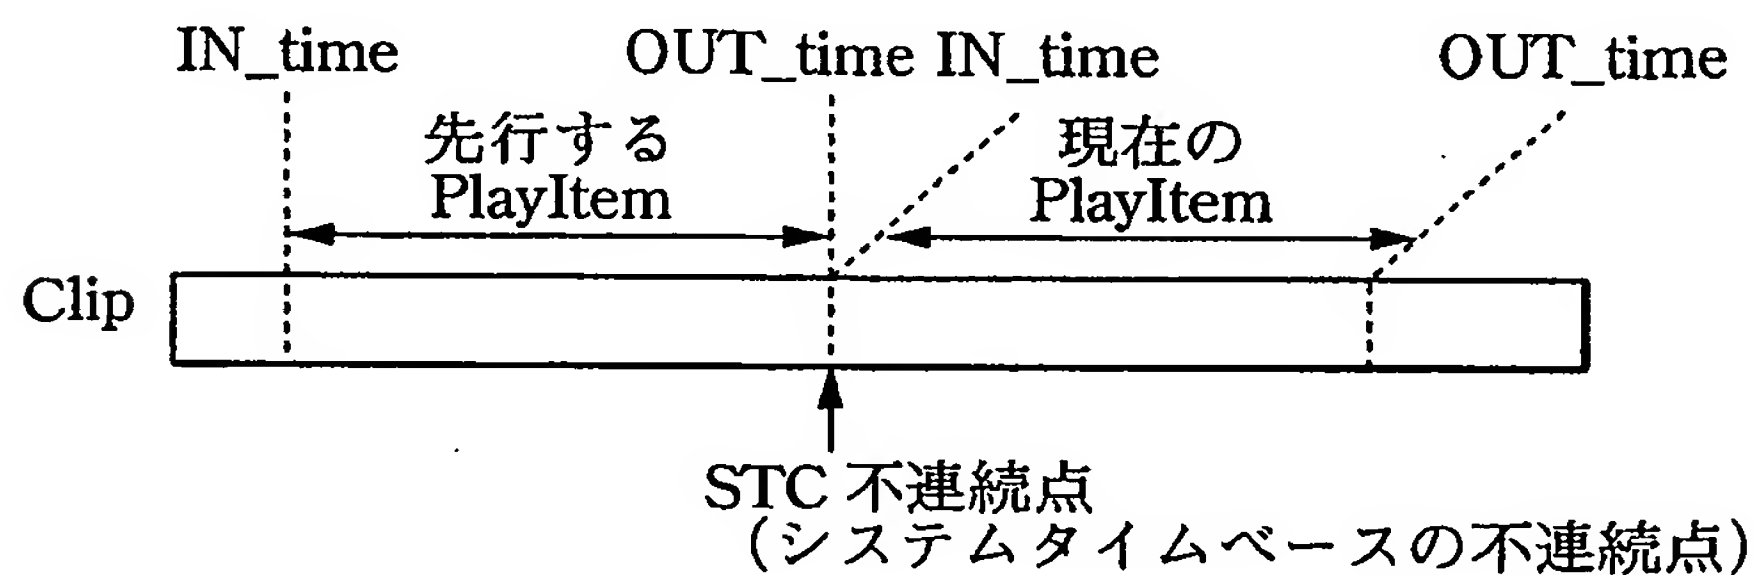 IN_time OUT_time IN_time OUT_time
先行する 現在の
PlayItem PlayItem
Clip
STC 不連続点
(システムタイムベースの不連続点)